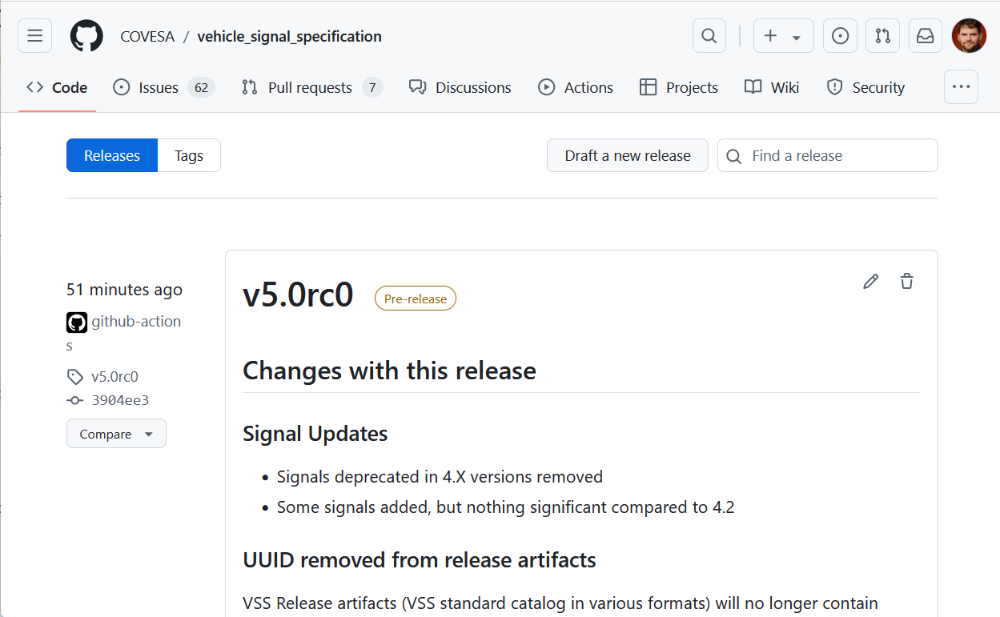 COVESA / vehicle_signal_specification
Code Issues 62 Pull requests 7 Discussions Actions Projects Wiki Security
Releases Tags Draft a new release Find a release
51 minutes ago
github-action
s
v5.0rc0
3904ee3
Compare
v5.0rc0 Pre-release
Changes with this release
Signal Updates
• Signals deprecated in 4.X versions removed
• Some signals added, but nothing significant compared to 4.2
UUID removed from release artifacts
VSS Release artifacts (VSS standard catalog in various formats) will no longer contain